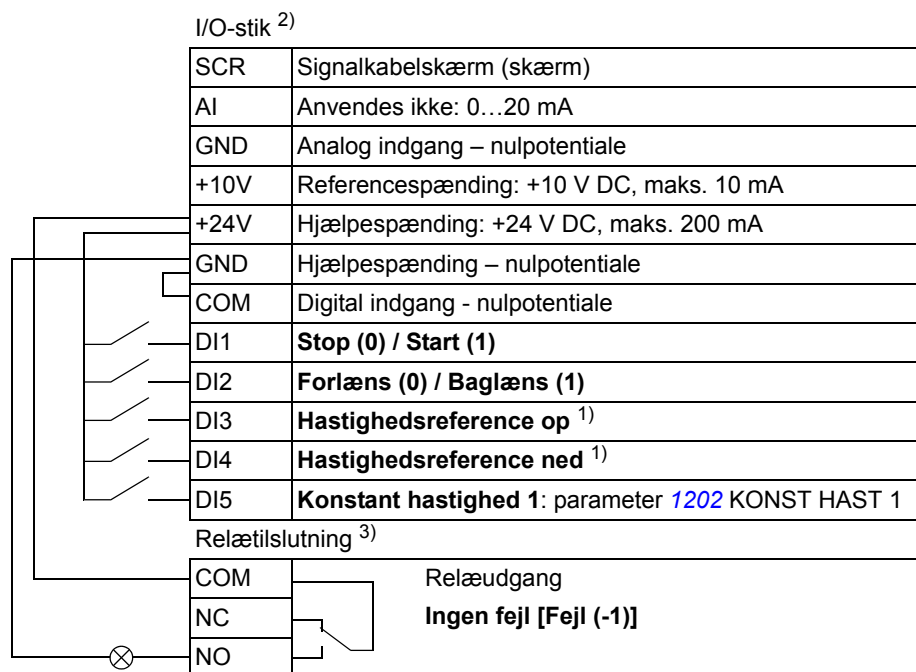 I/O-stik 2)
SCR Signalkabelskærm (skærm)
AI Anvendes ikke: 0…20 mA
GND Analog indgang – nulpotentiale
+10V Referencespænding: +10 V DC, maks. 10 mA
+24V Hjælpespænding: +24 V DC, maks. 200 mA
GND Hjælpespænding – nulpotentiale
COM Digital indgang - nulpotentiale
DI1 Stop (0) / Start (1)
DI2 Forlæns (0) / Baglæns (1)
DI3 Hastighedsreference op 1)
DI4 Hastighedsreference ned 1)
DI5 Konstant hastighed 1: parameter 1202 KONST HAST 1
Relætilslutning 3)
COM Relæudgang
NC Ingen fejl [Fejl (-1)]
NO